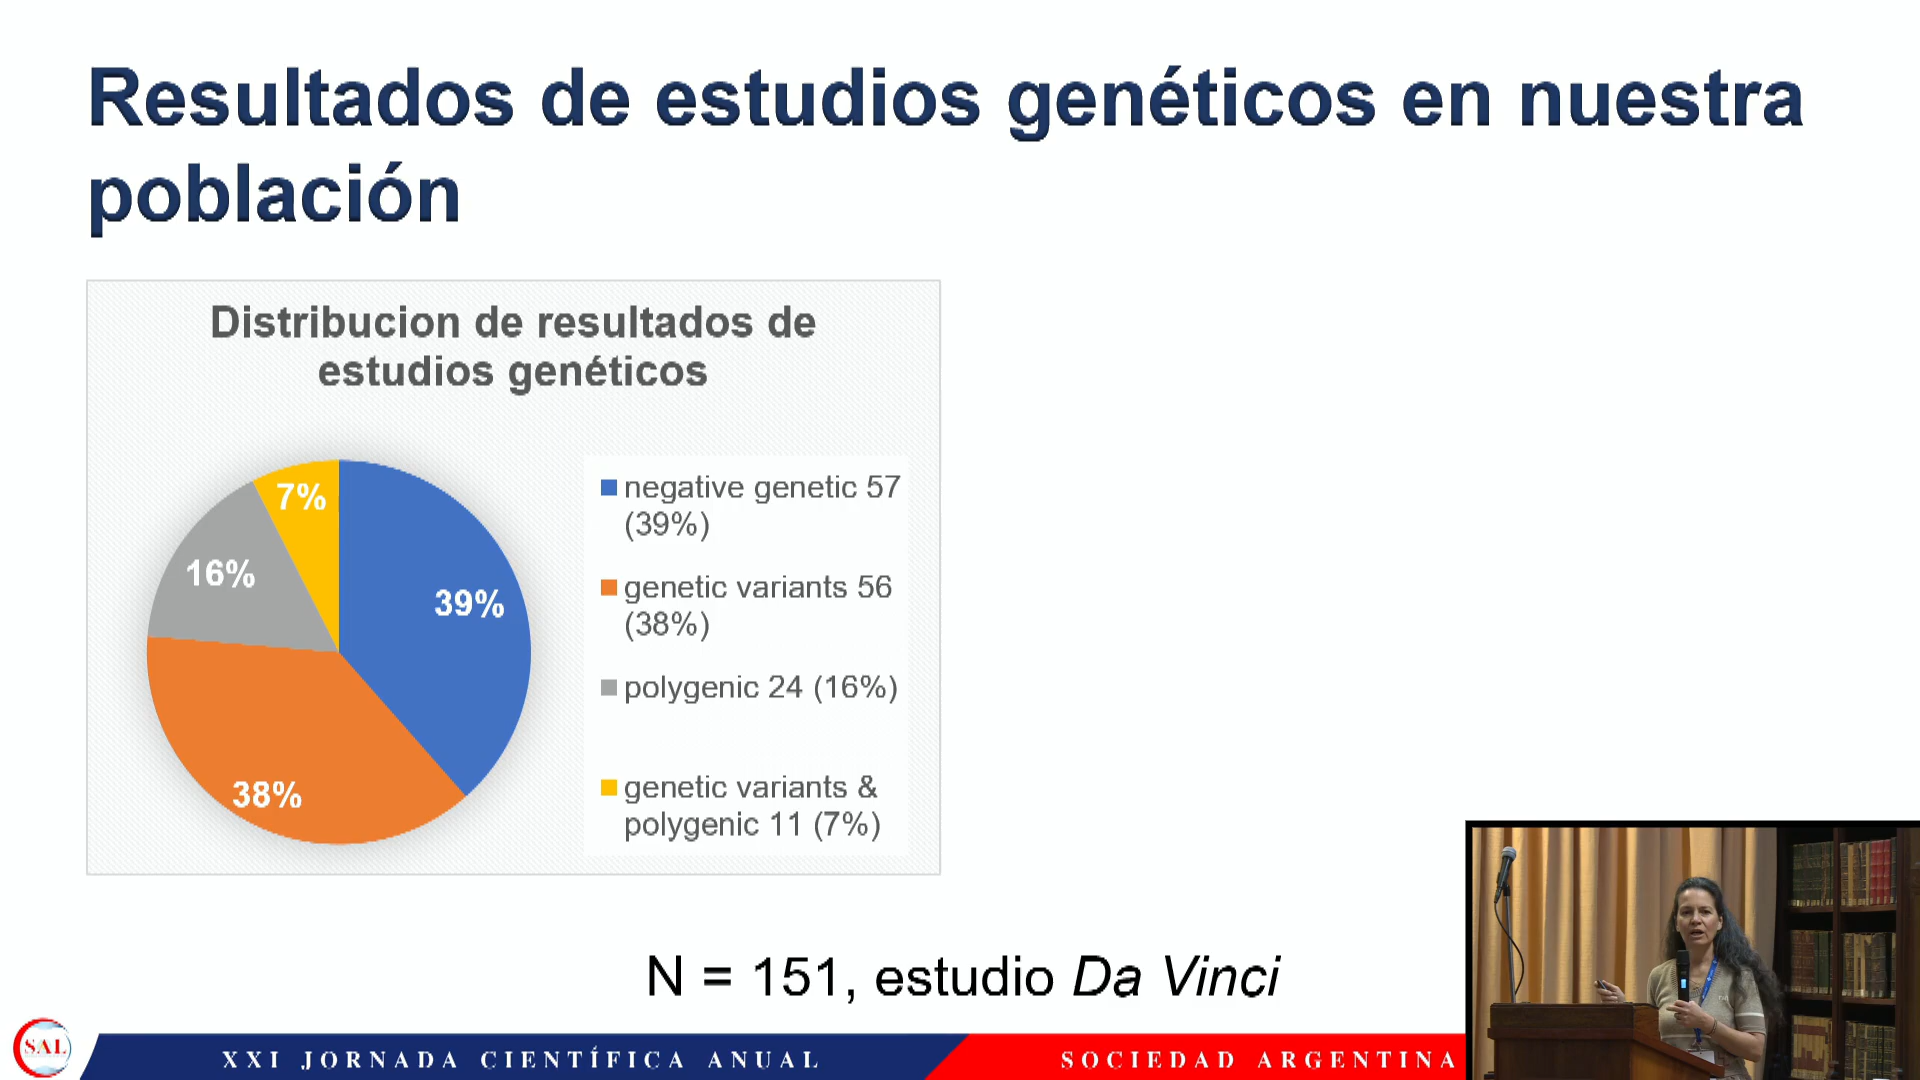 Resultados de estudios genéticos en nuestra
población
Distribucion de resultados de
estudios genéticos
7%
16%
39%
38%
negative genetic 57
(39%)
genetic variants 56
(38%)
polygenic 24 (16%)
genetic variants &
polygenic 11 (7%)
N = 151, estudio Da Vinci
SAL
XXI JORNADA CIENTÍFICA ANUAL
SOCIEDAD ARGENTINA